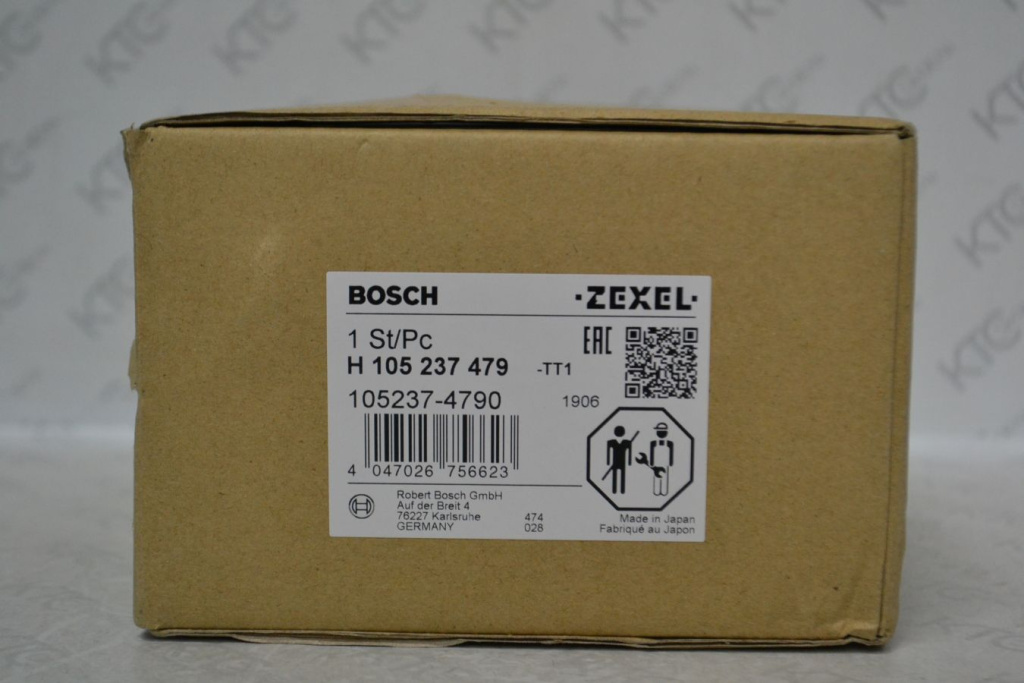 BOSCH
·ZEXEL·
1 St/Pc
EAC
H 105 237 479 -TT1
105237-4790
1906
4 047026 756623
Robert Bosch GmbH
Auf der Breit 4
76227 Karlsruhe 474
GERMANY 028
Made in Japan
Fabriqué au Japon
KTG